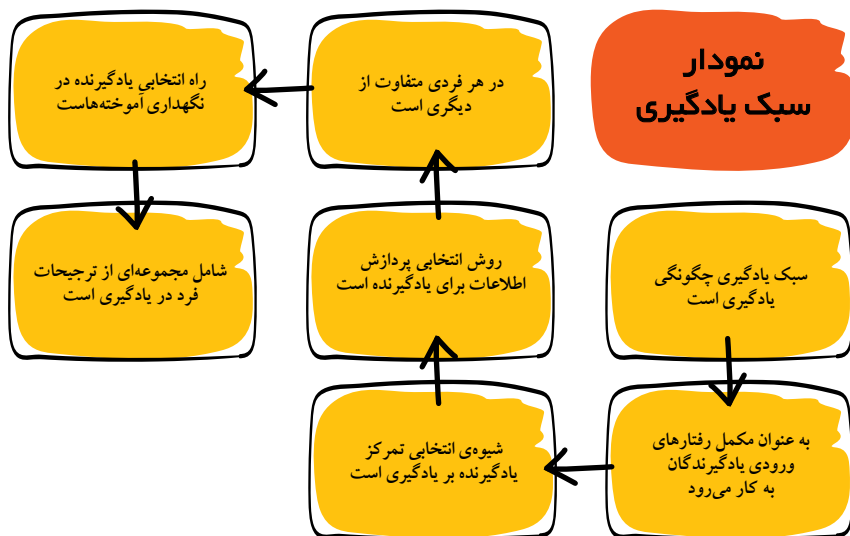 نمودار
سبک یادگیری
سبک یادگیری چگونگی
یادگیری است
به عنوان مکمل رفتارهای
ورودی یادگیرندگان
به کار می‌رود
شیوه‌ی انتخابی تمرکز
یادگیرنده بر یادگیری است
روش انتخابی پردازش
اطلاعات برای یادگیرنده است
در هر فردی متفاوت از
دیگری است
راه انتخابی یادگیرنده در
نگهداری آموخته‌هاست
شامل مجموعه‌ای از ترجیحات
فرد در یادگیری است